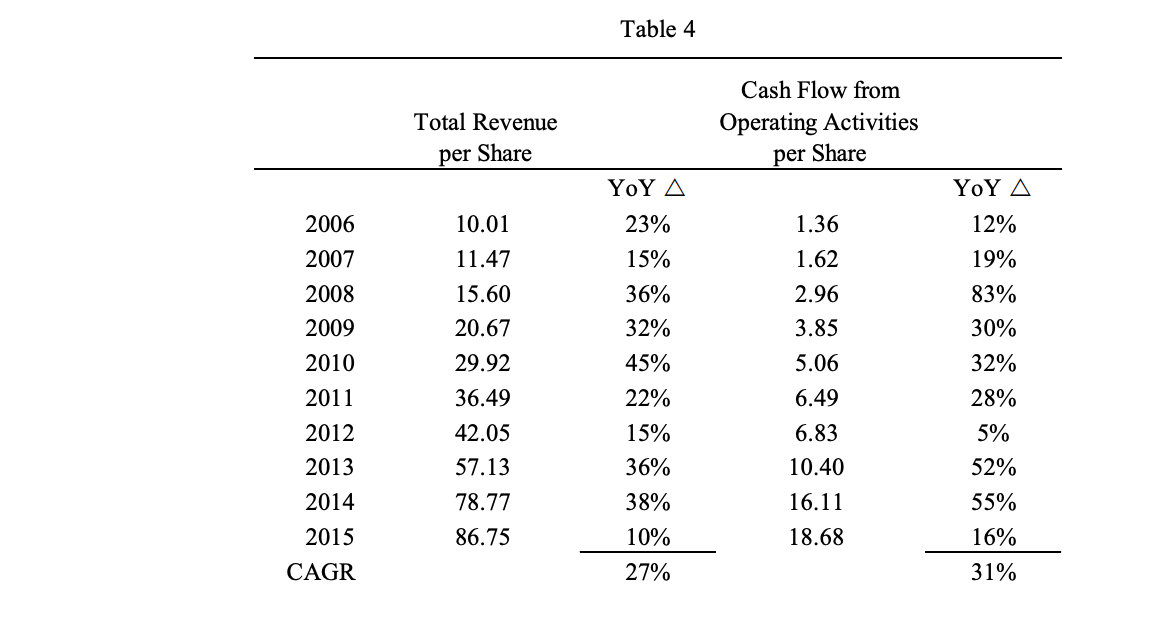 Table 4
Cash Flow from
Total Revenue Operating Activities
per Share per Share
YoY △ YoY △
2006 10.01 23% 1.36 12%
2007 11.47 15% 1.62 19%
2008 15.60 36% 2.96 83%
2009 20.67 32% 3.85 30%
2010 29.92 45% 5.06 32%
2011 36.49 22% 6.49 28%
2012 42.05 15% 6.83 5%
2013 57.13 36% 10.40 52%
2014 78.77 38% 16.11 55%
2015 86.75 10% 18.68 16%
CAGR 27% 31%